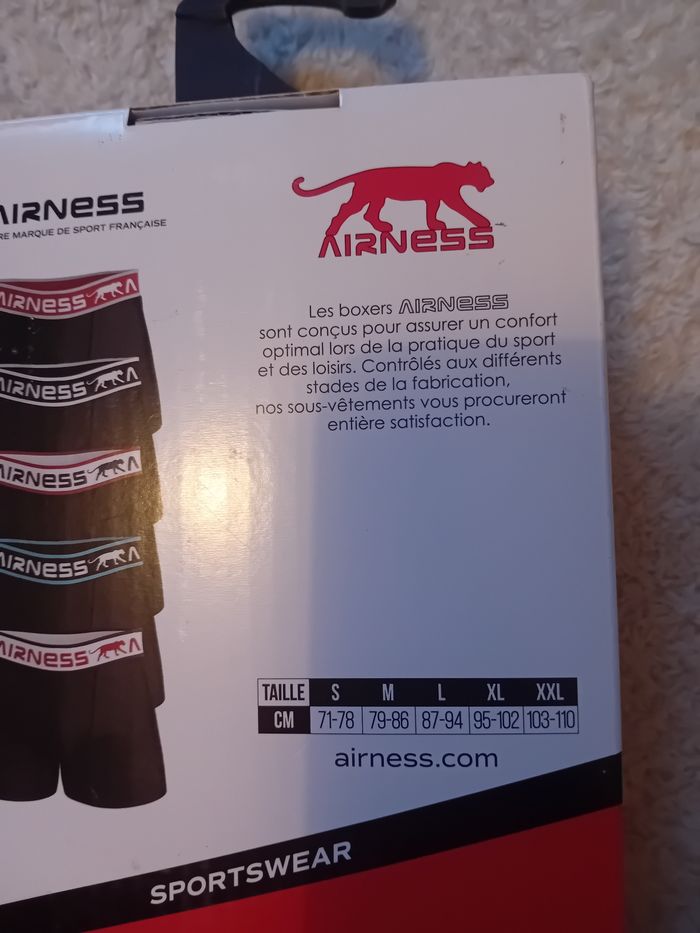 AIRNESS
RE MARQUE DE SPORT FRANÇAISE
AIRNESS
AIRNESS
AIRNESS
AIRNESS
AIRNESS
AIRNESS
Les boxers AIRNESS
sont conçus pour assurer un confort
optimal lors de la pratique du sport
et des loisirs. Contrôlés aux différents
stades de la fabrication,
nos sous-vêtements vous procureront
entière satisfaction.
TAILLE S M L XL XXL
CM 71-78 79-86 87-94 95-102 103-110
airness.com
SPORTSWEAR